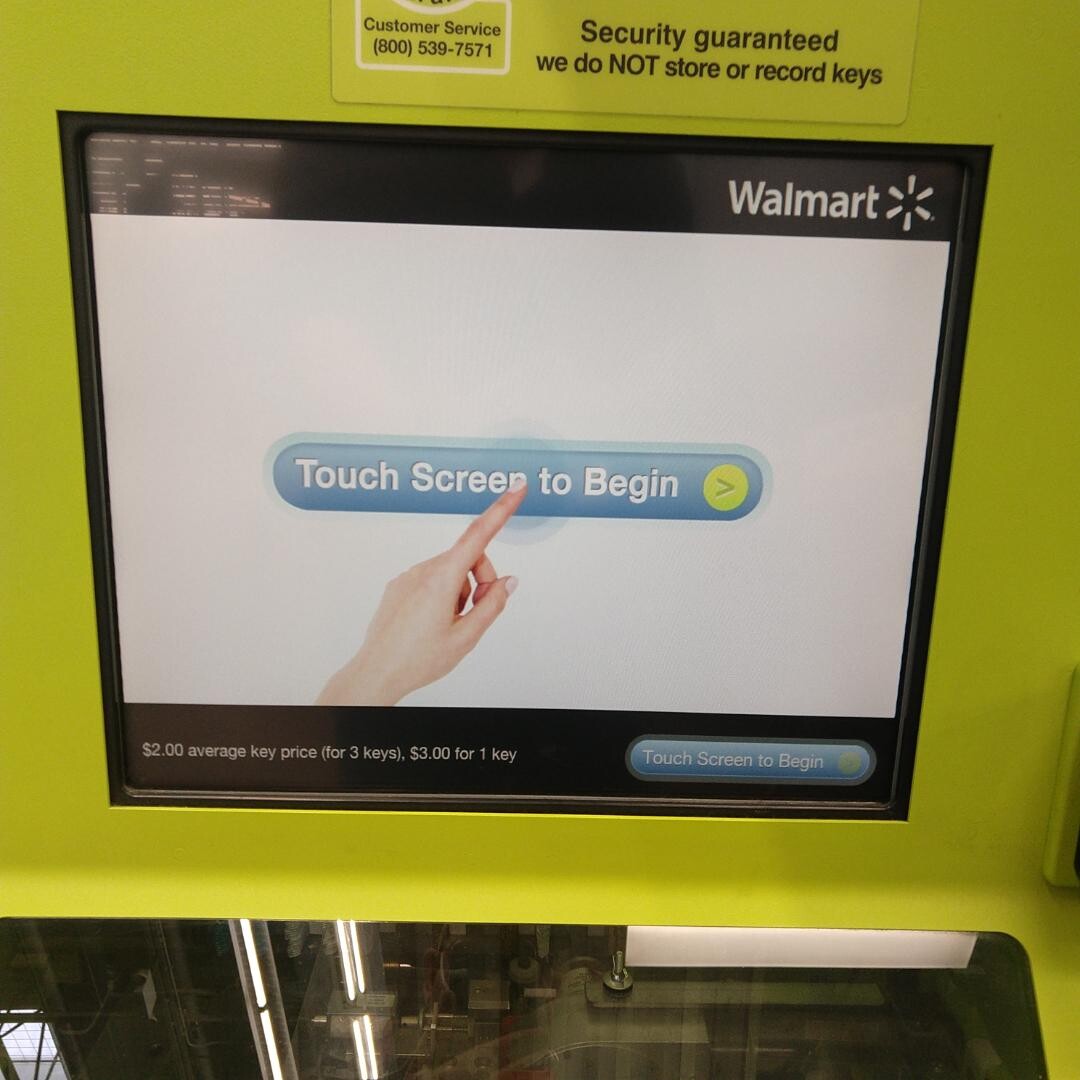 Customer Service
(800) 539-7571
Security guaranteed
we do NOT store or record keys
Walmart
Touch Screen to Begin >
$2.00 average key price (for 3 keys), $3.00 for 1 key
Touch Screen to Begin